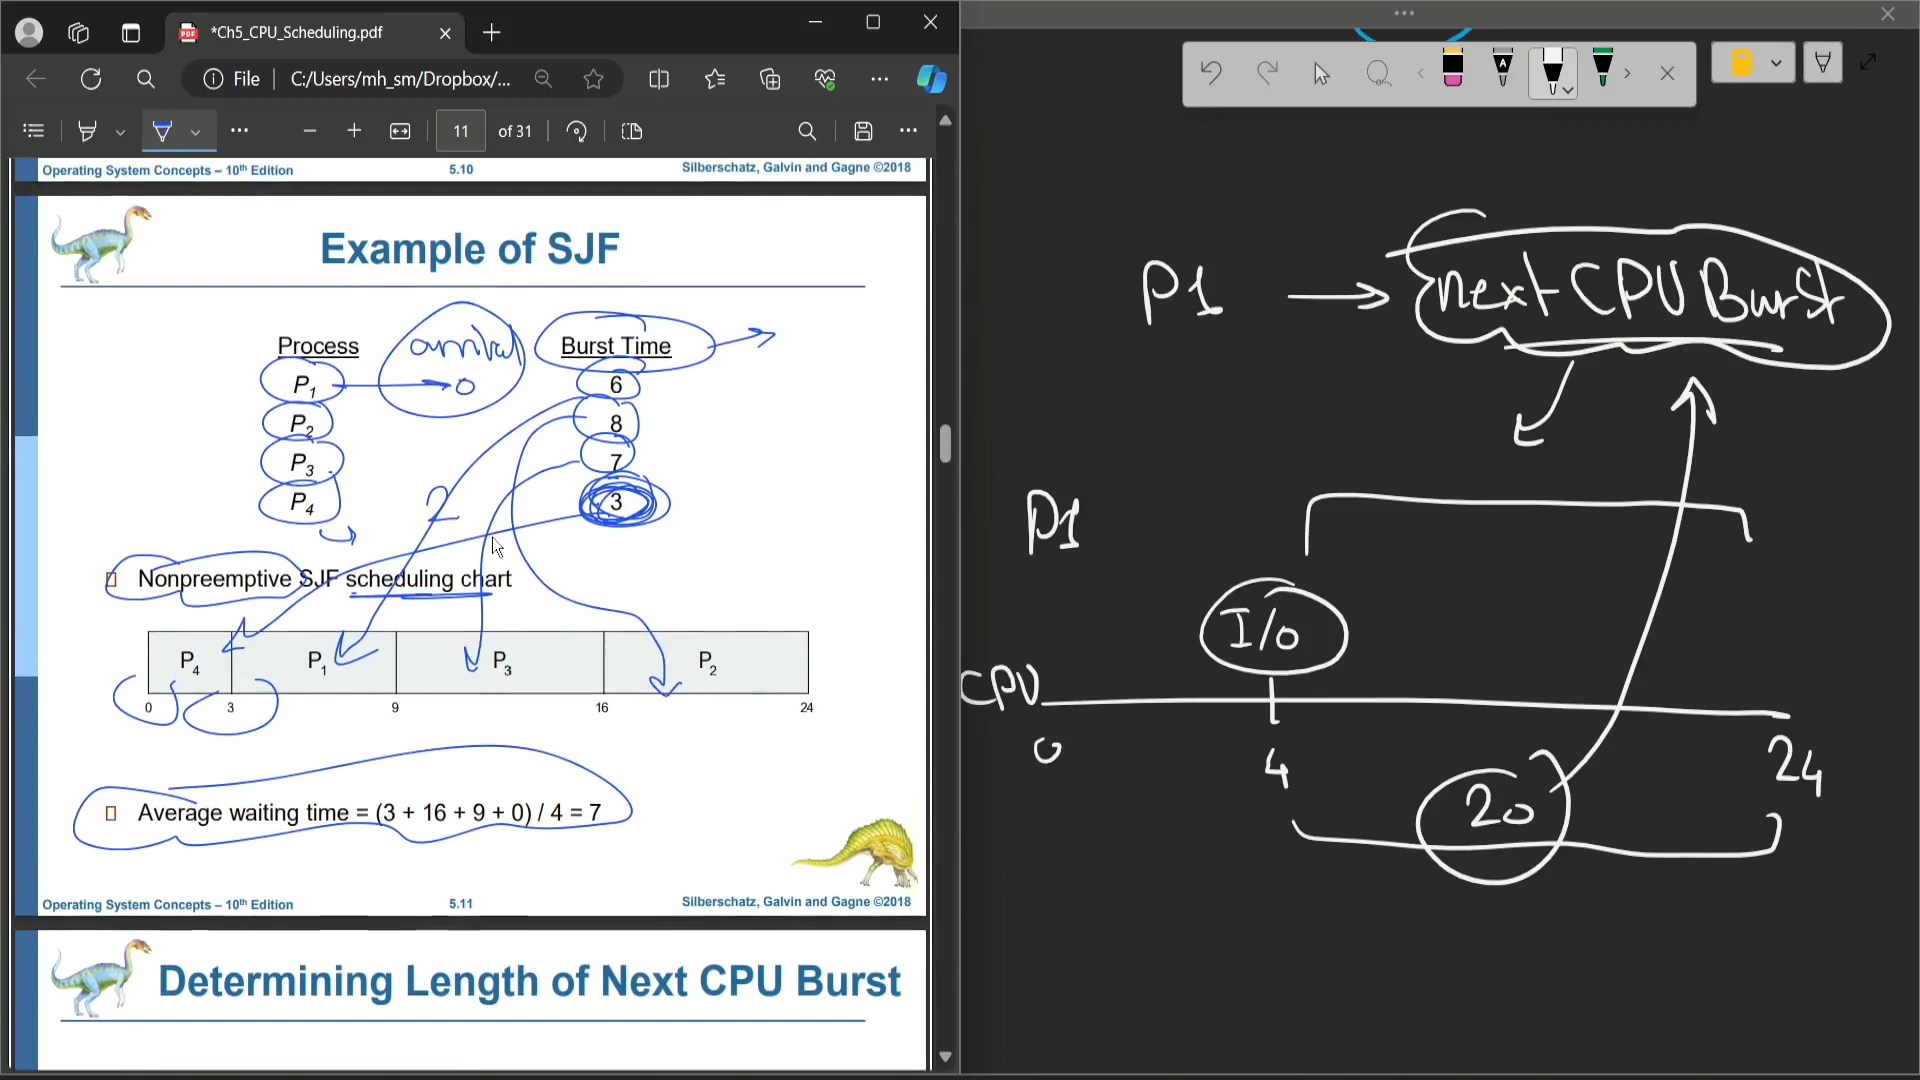 *Ch5_CPU_Scheduling.pdf
File | C:/Users/mh_sm/Dropbox/...
11 of 31
Operating System Concepts – 10th Edition 5.10 Silberschatz, Galvin and Gagne ©2018
Example of SJF
Process arrival Burst Time
P1 0 6
P2 8
P3 7
P4 3
2
Nonpreemptive SJF scheduling chart
P4 P1 P3 P2
0 3 9 16 24
Average waiting time = (3 + 16 + 9 + 0) / 4 = 7
Operating System Concepts – 10th Edition 5.11 Silberschatz, Galvin and Gagne ©2018
Determining Length of Next CPU Burst
A
P1 → next CPU Burst
P1
I/O
CPU
0 4 24
20